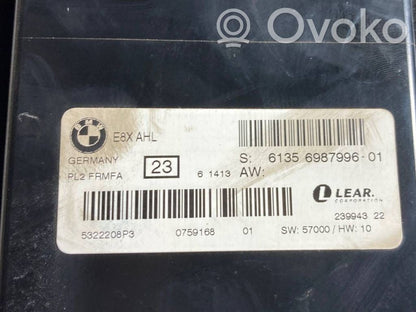 Ovoko
BMW
E8X AHL
GERMANY
23
PL2 FRMFA
6 1413
S: 6135 6987996-01
AW:
LEAR.
CORPORATION
239943 22
5322208P3
0759168
01
SW: 57000 / HW: 10